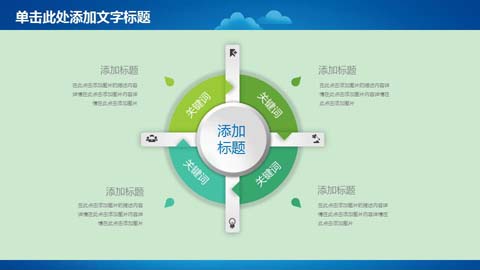 单击此处添加文字标题
添加标题
在此点击添加图片的描述内容
详情在此点击添加图片内容详
情在此点击添加图片
添加标题
在此点击添加图片的描述内容
详情在此点击添加图片内容详
情在此点击添加图片
关键词
关键词
添加
标题
关键词
关键词
添加标题
在此点击添加图片的描述内容
详情在此点击添加图片内容详
情在此点击添加图片
添加标题
在此点击添加图片的描述内容详
情在此点击添加图片内容详
情在此点击添加图片